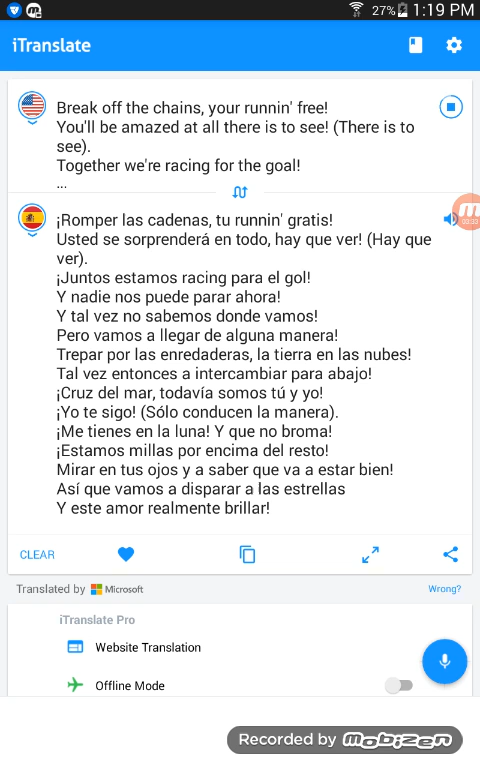 27% 1:19 PM
iTranslate
Break off the chains, your runnin' free!
You'll be amazed at all there is to see! (There is to
see).
Together we're racing for the goal!
...
¡Romper las cadenas, tu runnin' gratis!
Usted se sorprenderá en todo, hay que ver! (Hay que
ver).
¡Juntos estamos racing para el gol!
Y nadie nos puede parar ahora!
Y tal vez no sabemos donde vamos!
Pero vamos a llegar de alguna manera!
Trepar por las enredaderas, la tierra en las nubes!
Tal vez entonces a intercambiar para abajo!
¡Cruz del mar, todavía somos tú y yo!
¡Yo te sigo! (Sólo conducen la manera).
¡Me tienes en la luna! Y que no broma!
¡Estamos millas por encima del resto!
Mirar en tus ojos y a saber que va a estar bien!
Así que vamos a disparar a las estrellas
Y este amor realmente brillar!
CLEAR
Translated by Microsoft Wrong?
iTranslate Pro
Website Translation
Offline Mode
Recorded by mobizen